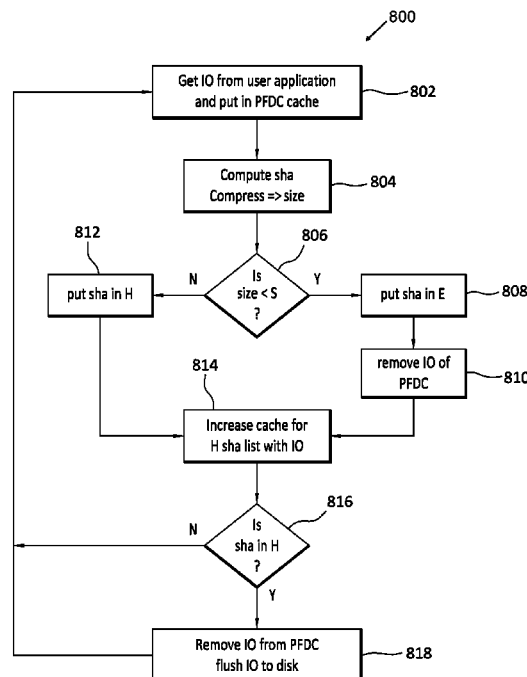 800
Get IO from user application
and put in PFDC cache
802
Compute sha
Compress => size
804
806
812
N
Is
size < S
?
Y
put sha in H
put sha in E
808
remove IO of
PFDC
810
814
Increase cache for
H sha list with IO
816
N
Is
sha in H
?
Y
Remove IO from PFDC
flush IO to disk
818